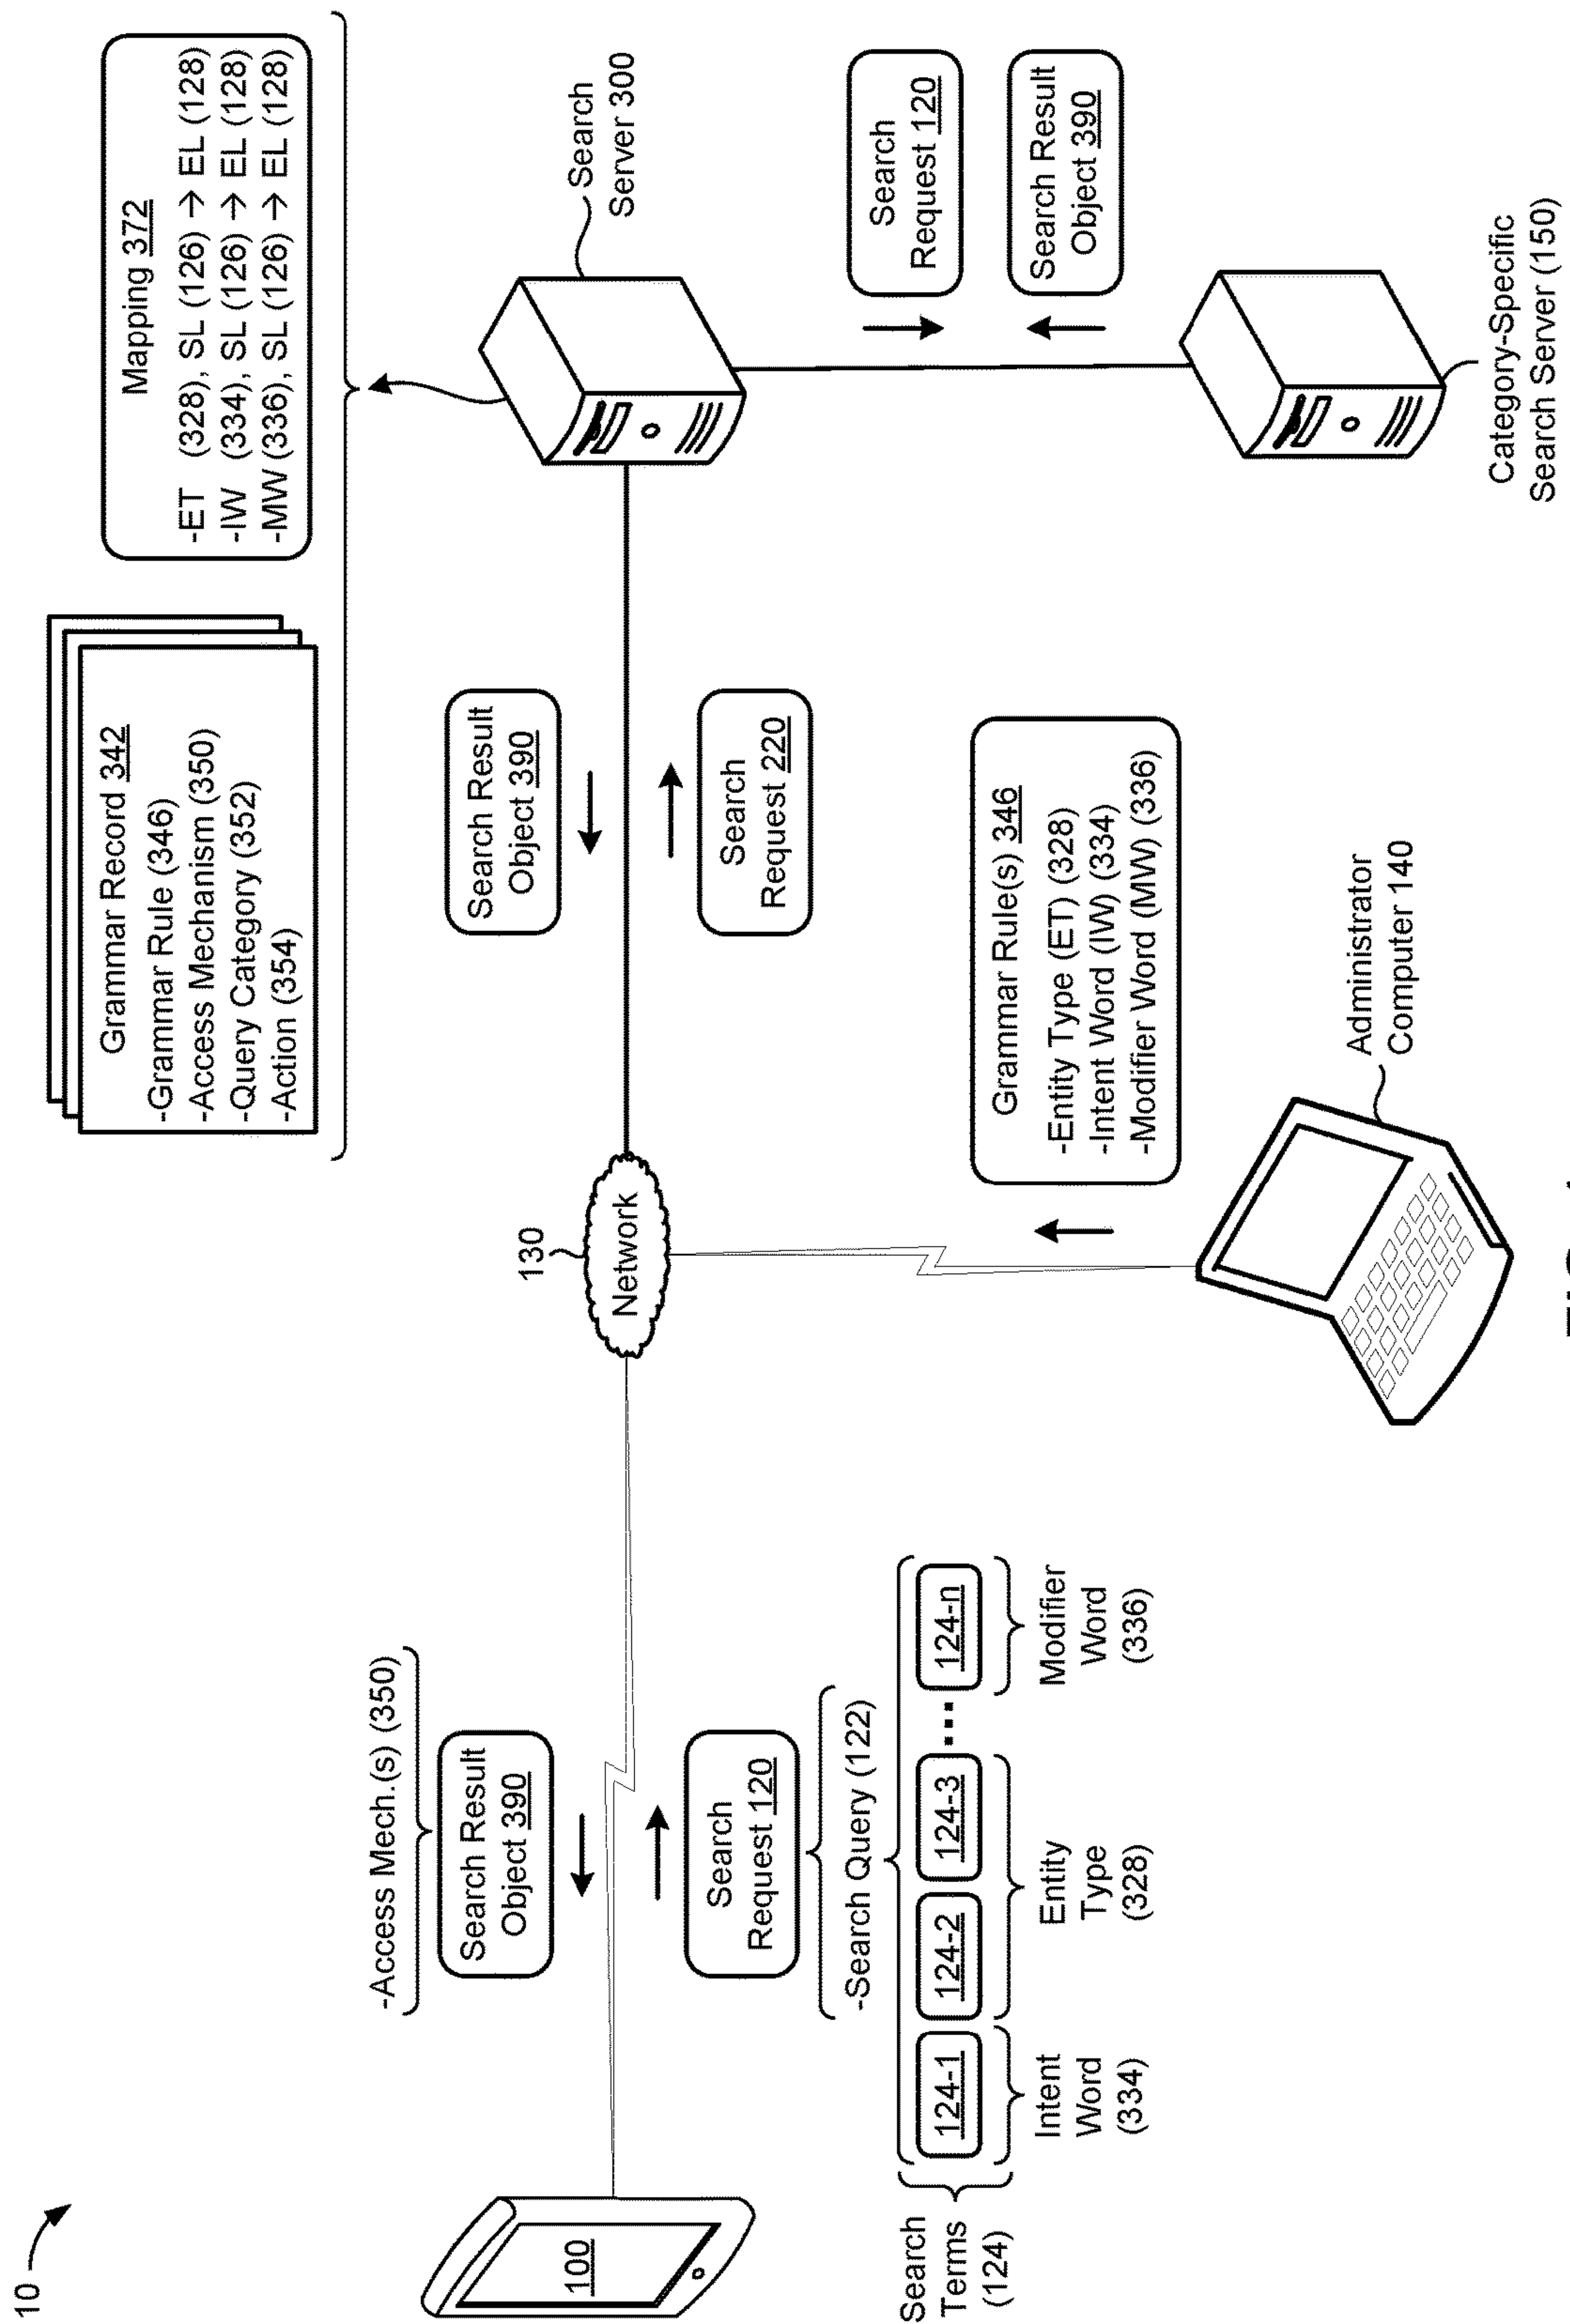 10
Grammar Record 342
-Grammar Rule (346)
-Access Mechanism (350)
-Query Category (352)
-Action (354)
Mapping 372
-ET (328), SL (126) → EL (128)
-IW (334), SL (126) → EL (128)
-MW (336), SL (126) → EL (128)
-Access Mech.(s) (350)
Search Result
Object 390
Search
Request 120
-Search Query (122)
Search
Terms
(124)
124-1
124-2
124-3
...
124-n
Intent
Word
(334)
Entity
Type
(328)
Modifier
Word
(336)
100
130
Network
Search Result
Object 390
Search
Request 220
Search
Server 300
Search
Request 120
Search Result
Object 390
Grammar Rule(s) 346
-Entity Type (ET) (328)
-Intent Word (IW) (334)
-Modifier Word (MW) (336)
Administrator
Computer 140
Category-Specific
Search Server (150)